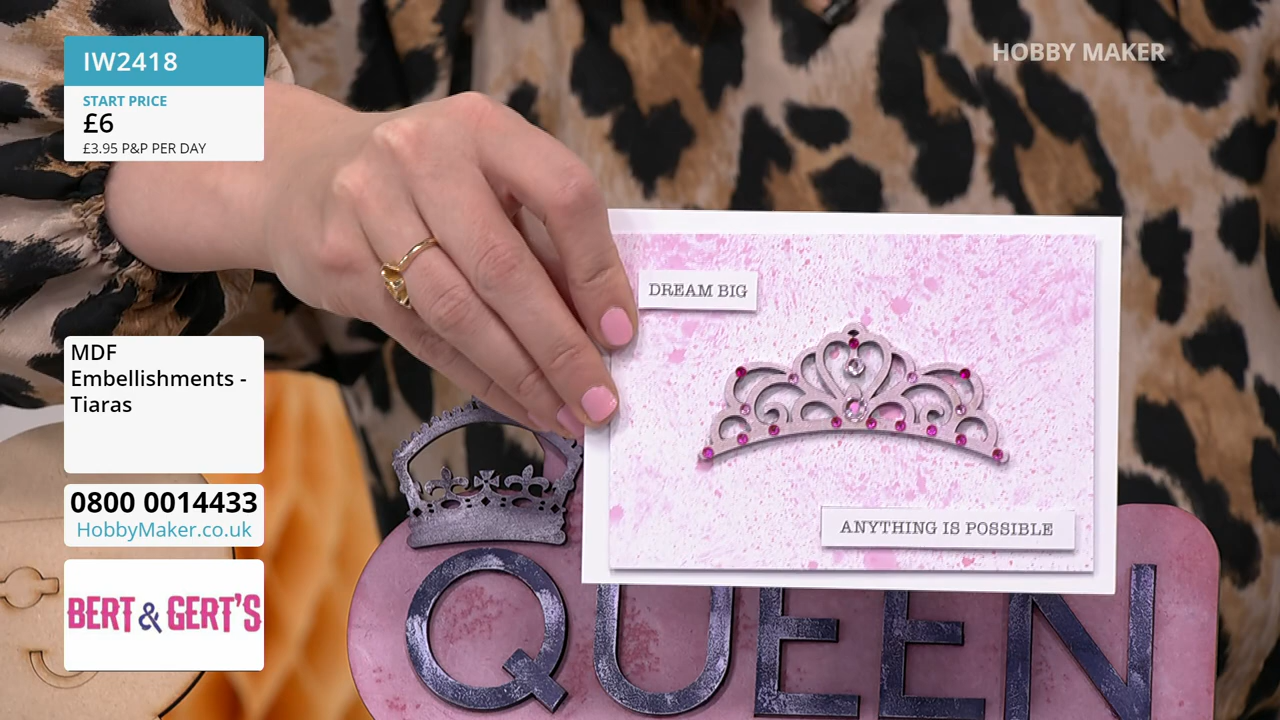 IW2418
START PRICE
£6
£3.95 P&P PER DAY
HOBBY MAKER
DREAM BIG
ANYTHING IS POSSIBLE
MDF
Embellishments -
Tiaras
0800 0014433
HobbyMaker.co.uk
BERT & GERT'S
QUEEN